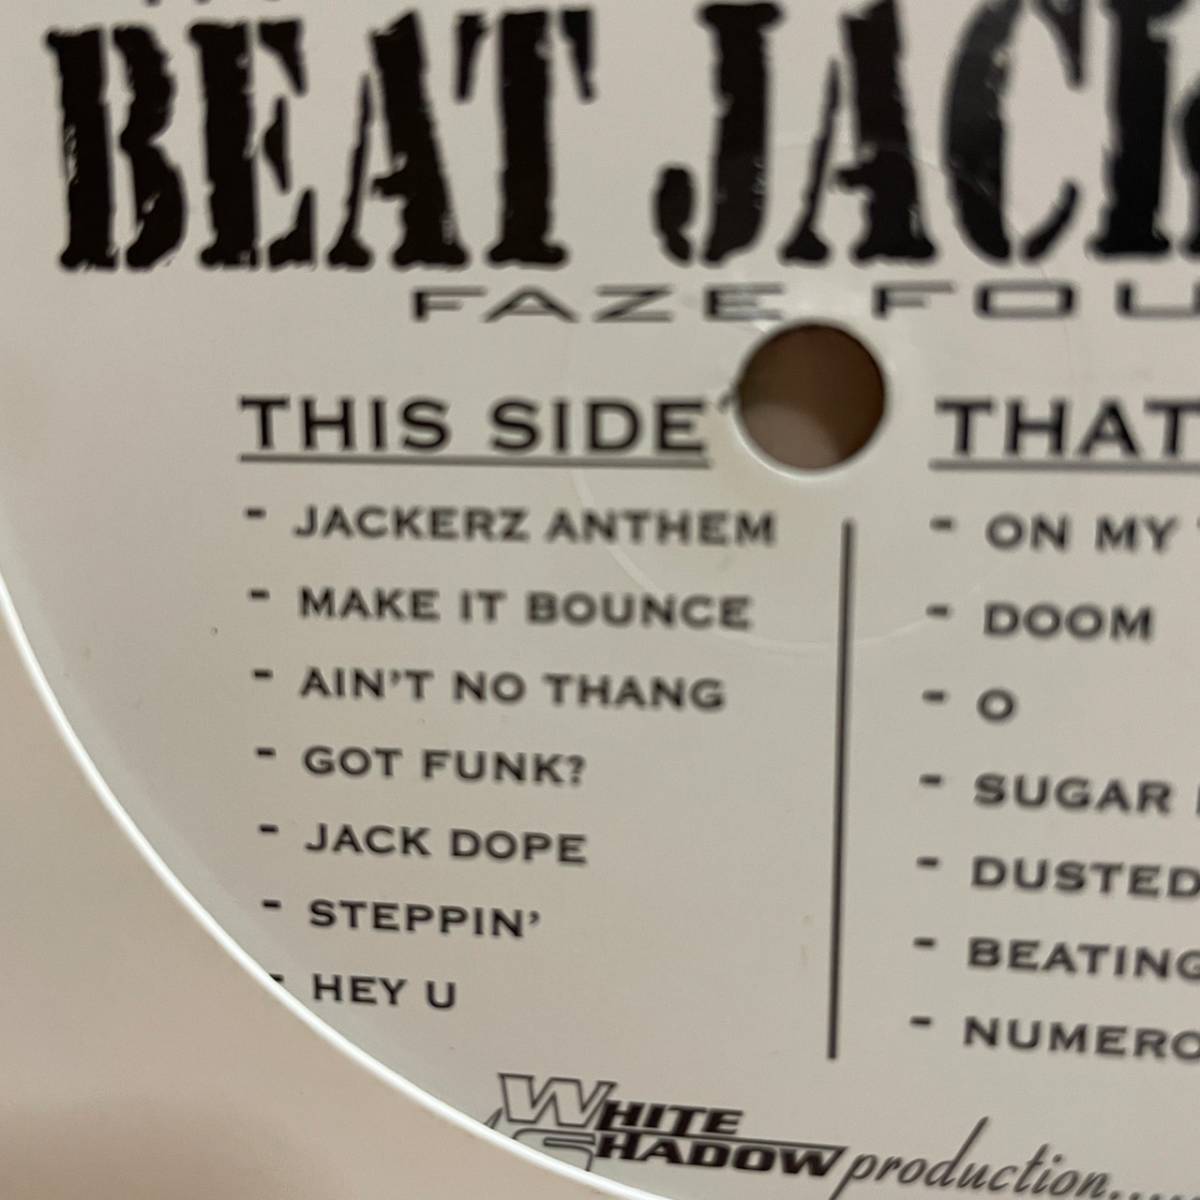 BEAT JACK
FAZE FOU
THIS SIDE
- JACKERZ ANTHEM
- MAKE IT BOUNCE
- AIN'T NO THANG
- GOT FUNK?
- JACK DOPE
- STEPPIN'
- HEY U
THAT
- ON MY
- DOOM
- O
- SUGAR
- DUSTED
- BEATING
- NUMERO
WHITE
SHADOW production....